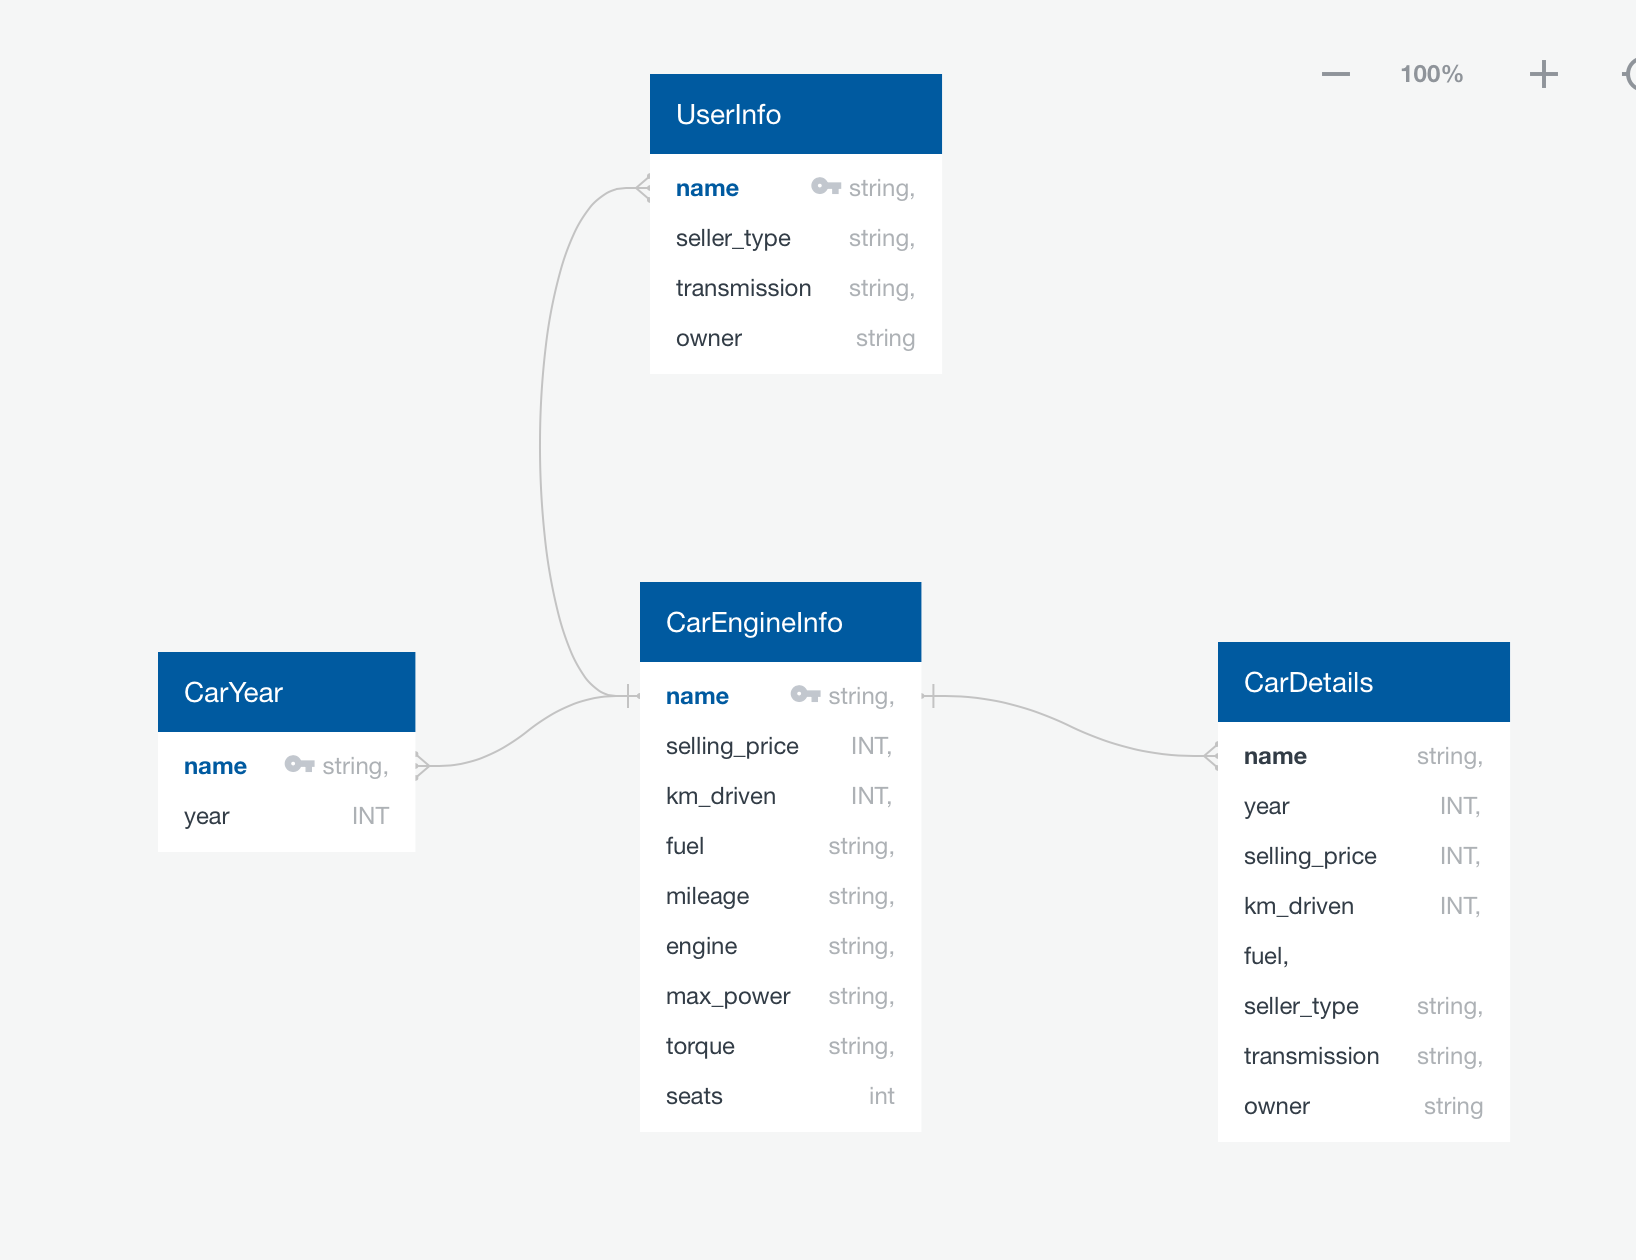 100%
UserInfo
name string,
seller_type string,
transmission string,
owner string
CarEngineInfo
name string,
selling_price INT,
km_driven INT,
fuel string,
mileage string,
engine string,
max_power string,
torque string,
seats int
CarYear
name string,
year INT
CarDetails
name string,
year INT,
selling_price INT,
km_driven INT,
fuel,
seller_type string,
transmission string,
owner string